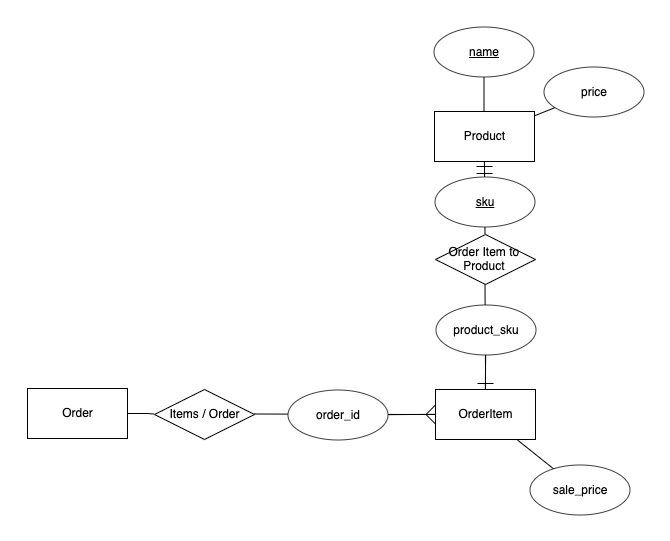 name
price
Product
sku
Order Item to
Product
product_sku
Order
Items / Order
order_id
OrderItem
sale_price